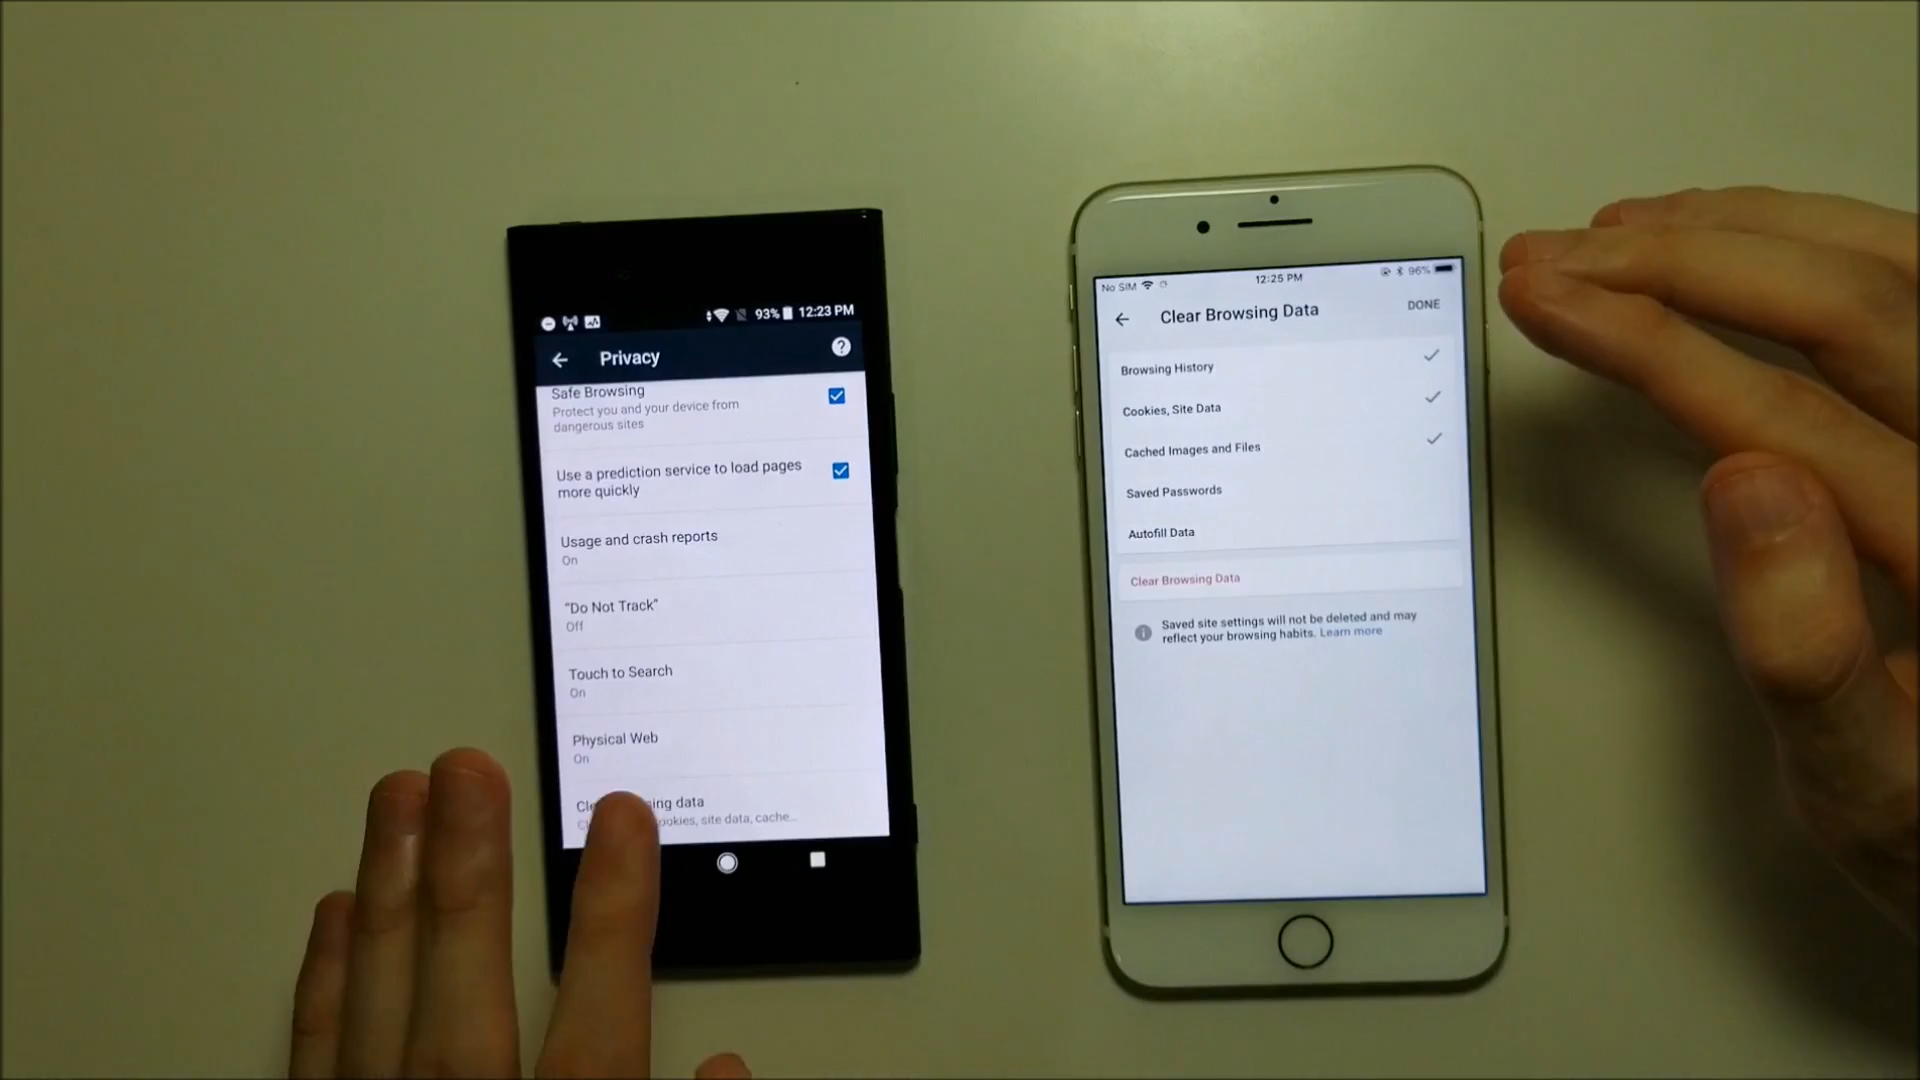 93% 12:23 PM
Privacy
?
Safe Browsing
Protect you and your device from
dangerous sites
Use a prediction service to load pages
more quickly
Usage and crash reports
On
"Do Not Track"
Off
Touch to Search
On
Physical Web
On
data
site data, cache...
No SIM 12:25 PM 96%
Clear Browsing Data DONE
Browsing History
Cookies, Site Data
Cached Images and Files
Saved Passwords
Autofill Data
Clear Browsing Data
Saved site settings will not be deleted and may
reflect your browsing habits. Learn more